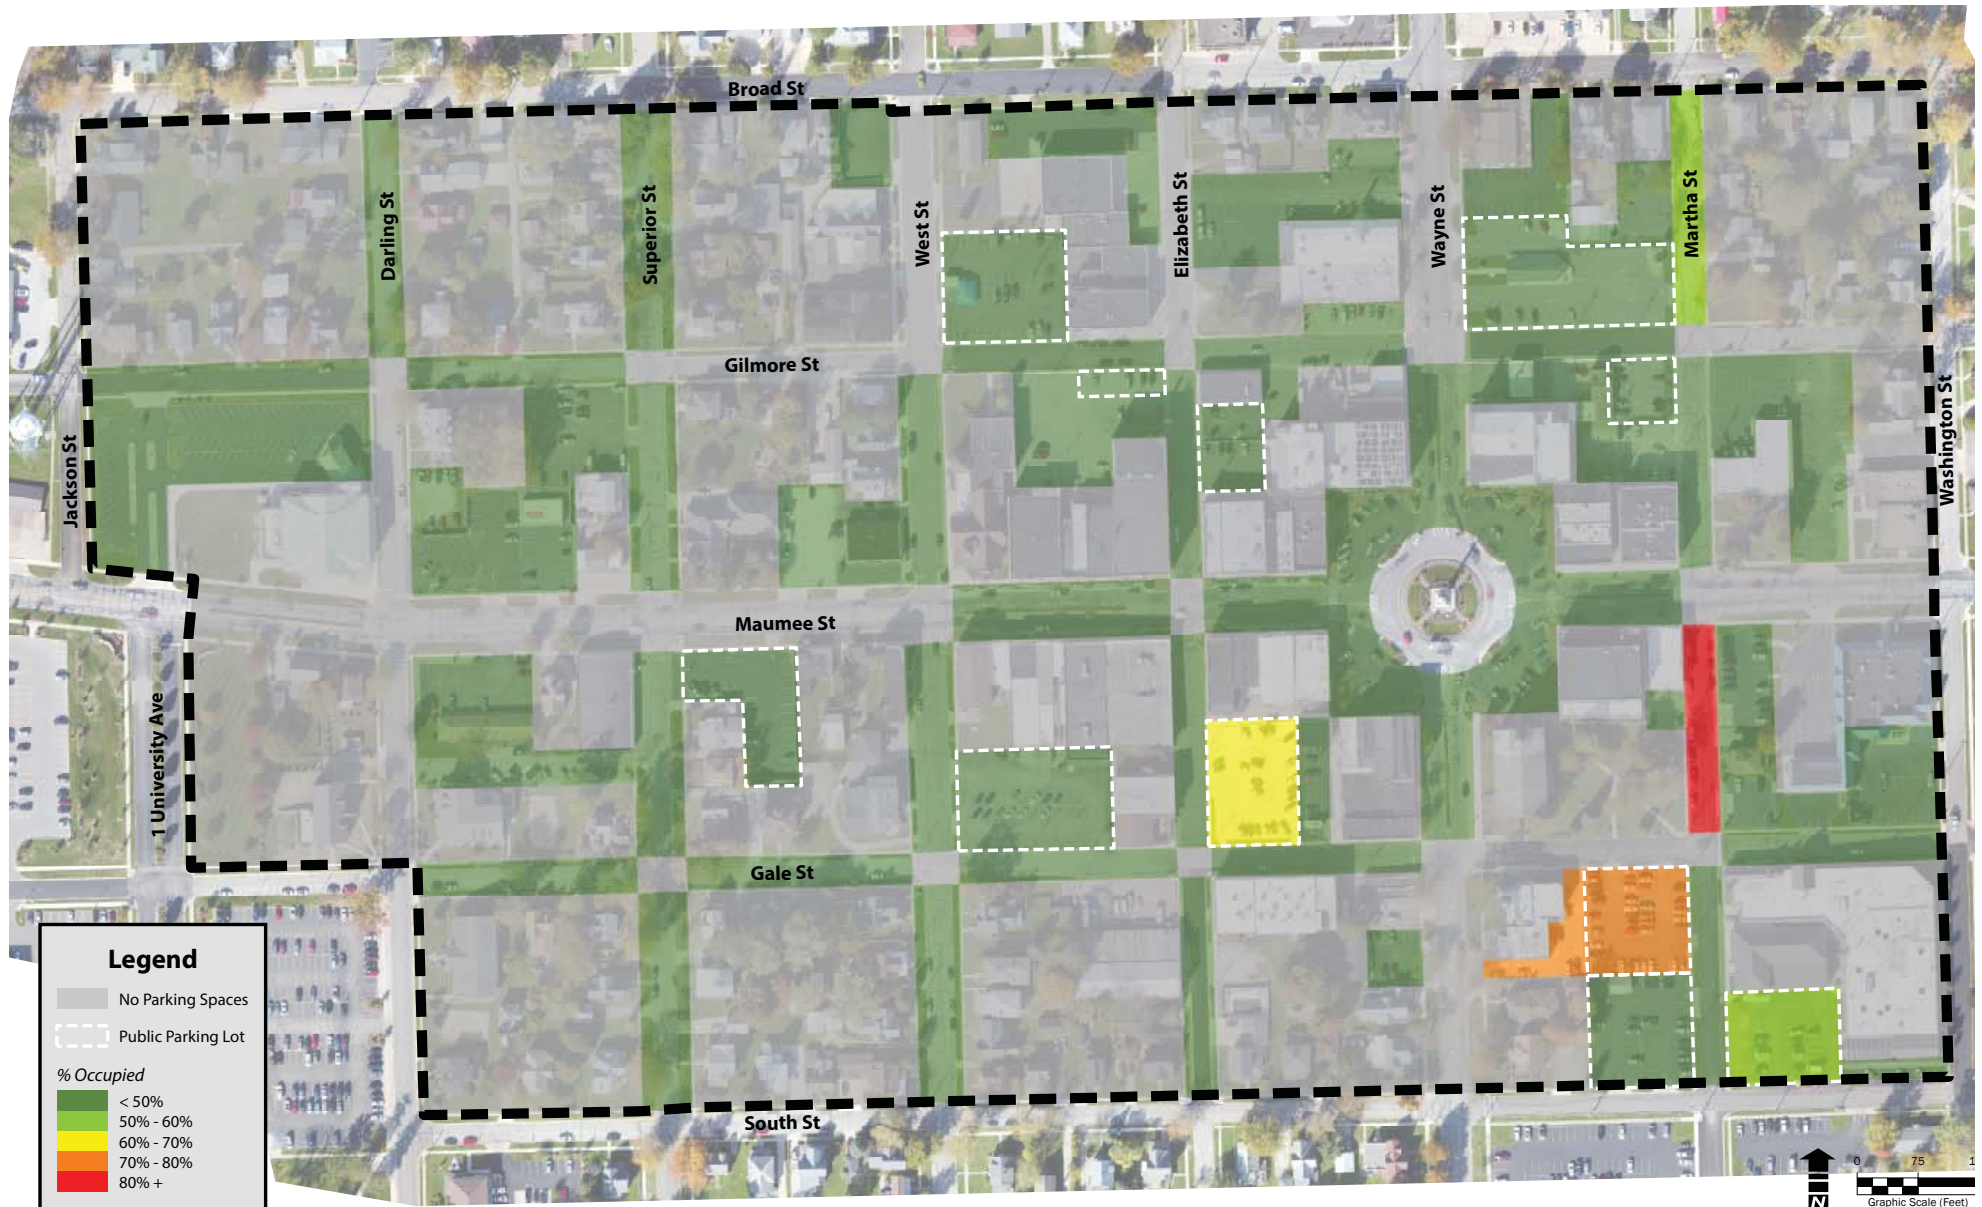 Broad St
Darling St
Superior St
West St
Elizabeth St
Wayne St
Martha St
Gilmore St
Jackson St
Washington St
Maumee St
1 University Ave
Gale St
South St
Legend
No Parking Spaces
Public Parking Lot
% Occupied
< 50%
50% - 60%
60% - 70%
70% - 80%
80% +
N
0 75
Graphic Scale (Feet)